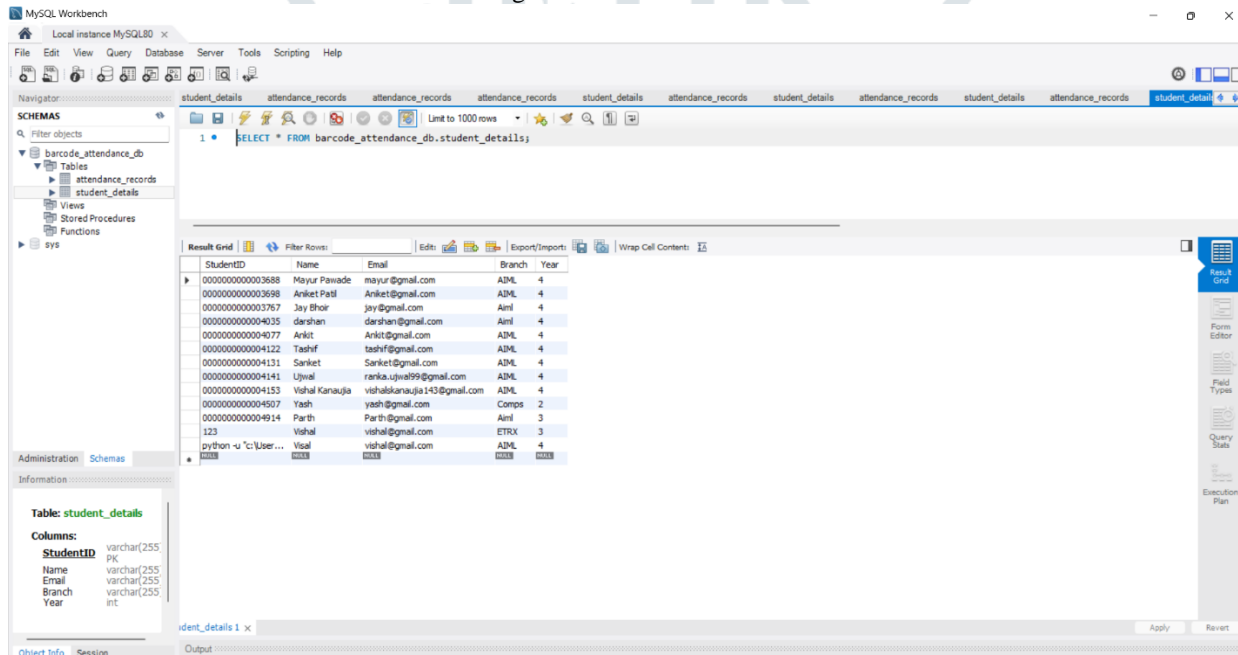 MySQL Workbench
Local instance MySQL80
File Edit View Query Database Server Tools Scripting Help
Navigator
student_details attendance_records attendance_records attendance_records student_details attendance_records student_details attendance_records student_details attendance_records student_detail
SCHEMAS
Filter objects
barcode_attendance_db
Tables
attendance_records
student_details
Views
Stored Procedures
Functions
sys
Limit to 1000 rows
1 SELECT * FROM barcode_attendance_db.student_details;
Result Grid Filter Rows: Edit: Export/Import: Wrap Cell Content:
StudentID Name Email Branch Year
0000000000003688 Mayur Pawade mayur@gmail.com AIML 4
0000000000003698 Aniket Patil Aniket@gmail.com AIML 4
0000000000003767 Jay Bhoir jay@gmail.com Aiml 4
0000000000004035 darshan darshan@gmail.com Aiml 4
0000000000004077 Ankit Ankit@gmail.com AIML 4
0000000000004122 Tashif tashif@gmail.com AIML 4
0000000000004131 Sanket Sanket@gmail.com AIML 4
0000000000004141 Ujwal ranka.ujwal99@gmail.com AIML 4
0000000000004153 Vishal Kanaujia vishalskanaujia143@gmail.com AIML 4
0000000000004507 Yash yash@gmail.com Comps 2
0000000000004914 Parth Parth@gmail.com Aiml 3
123 Vishal vishal@gmail.com ETRX 3
python -u "c:\User... Visal vishal@gmail.com AIML 4
NULL NULL NULL NULL NULL
Result Grid
Form Editor
Field Types
Query Stats
Execution Plan
Administration Schemas
Information
Table: student_details
Columns:
StudentID varchar(255) PK
Name varchar(255)
Email varchar(255)
Branch varchar(255)
Year int
dent_details 1
Apply Revert
Object Info Session
Output